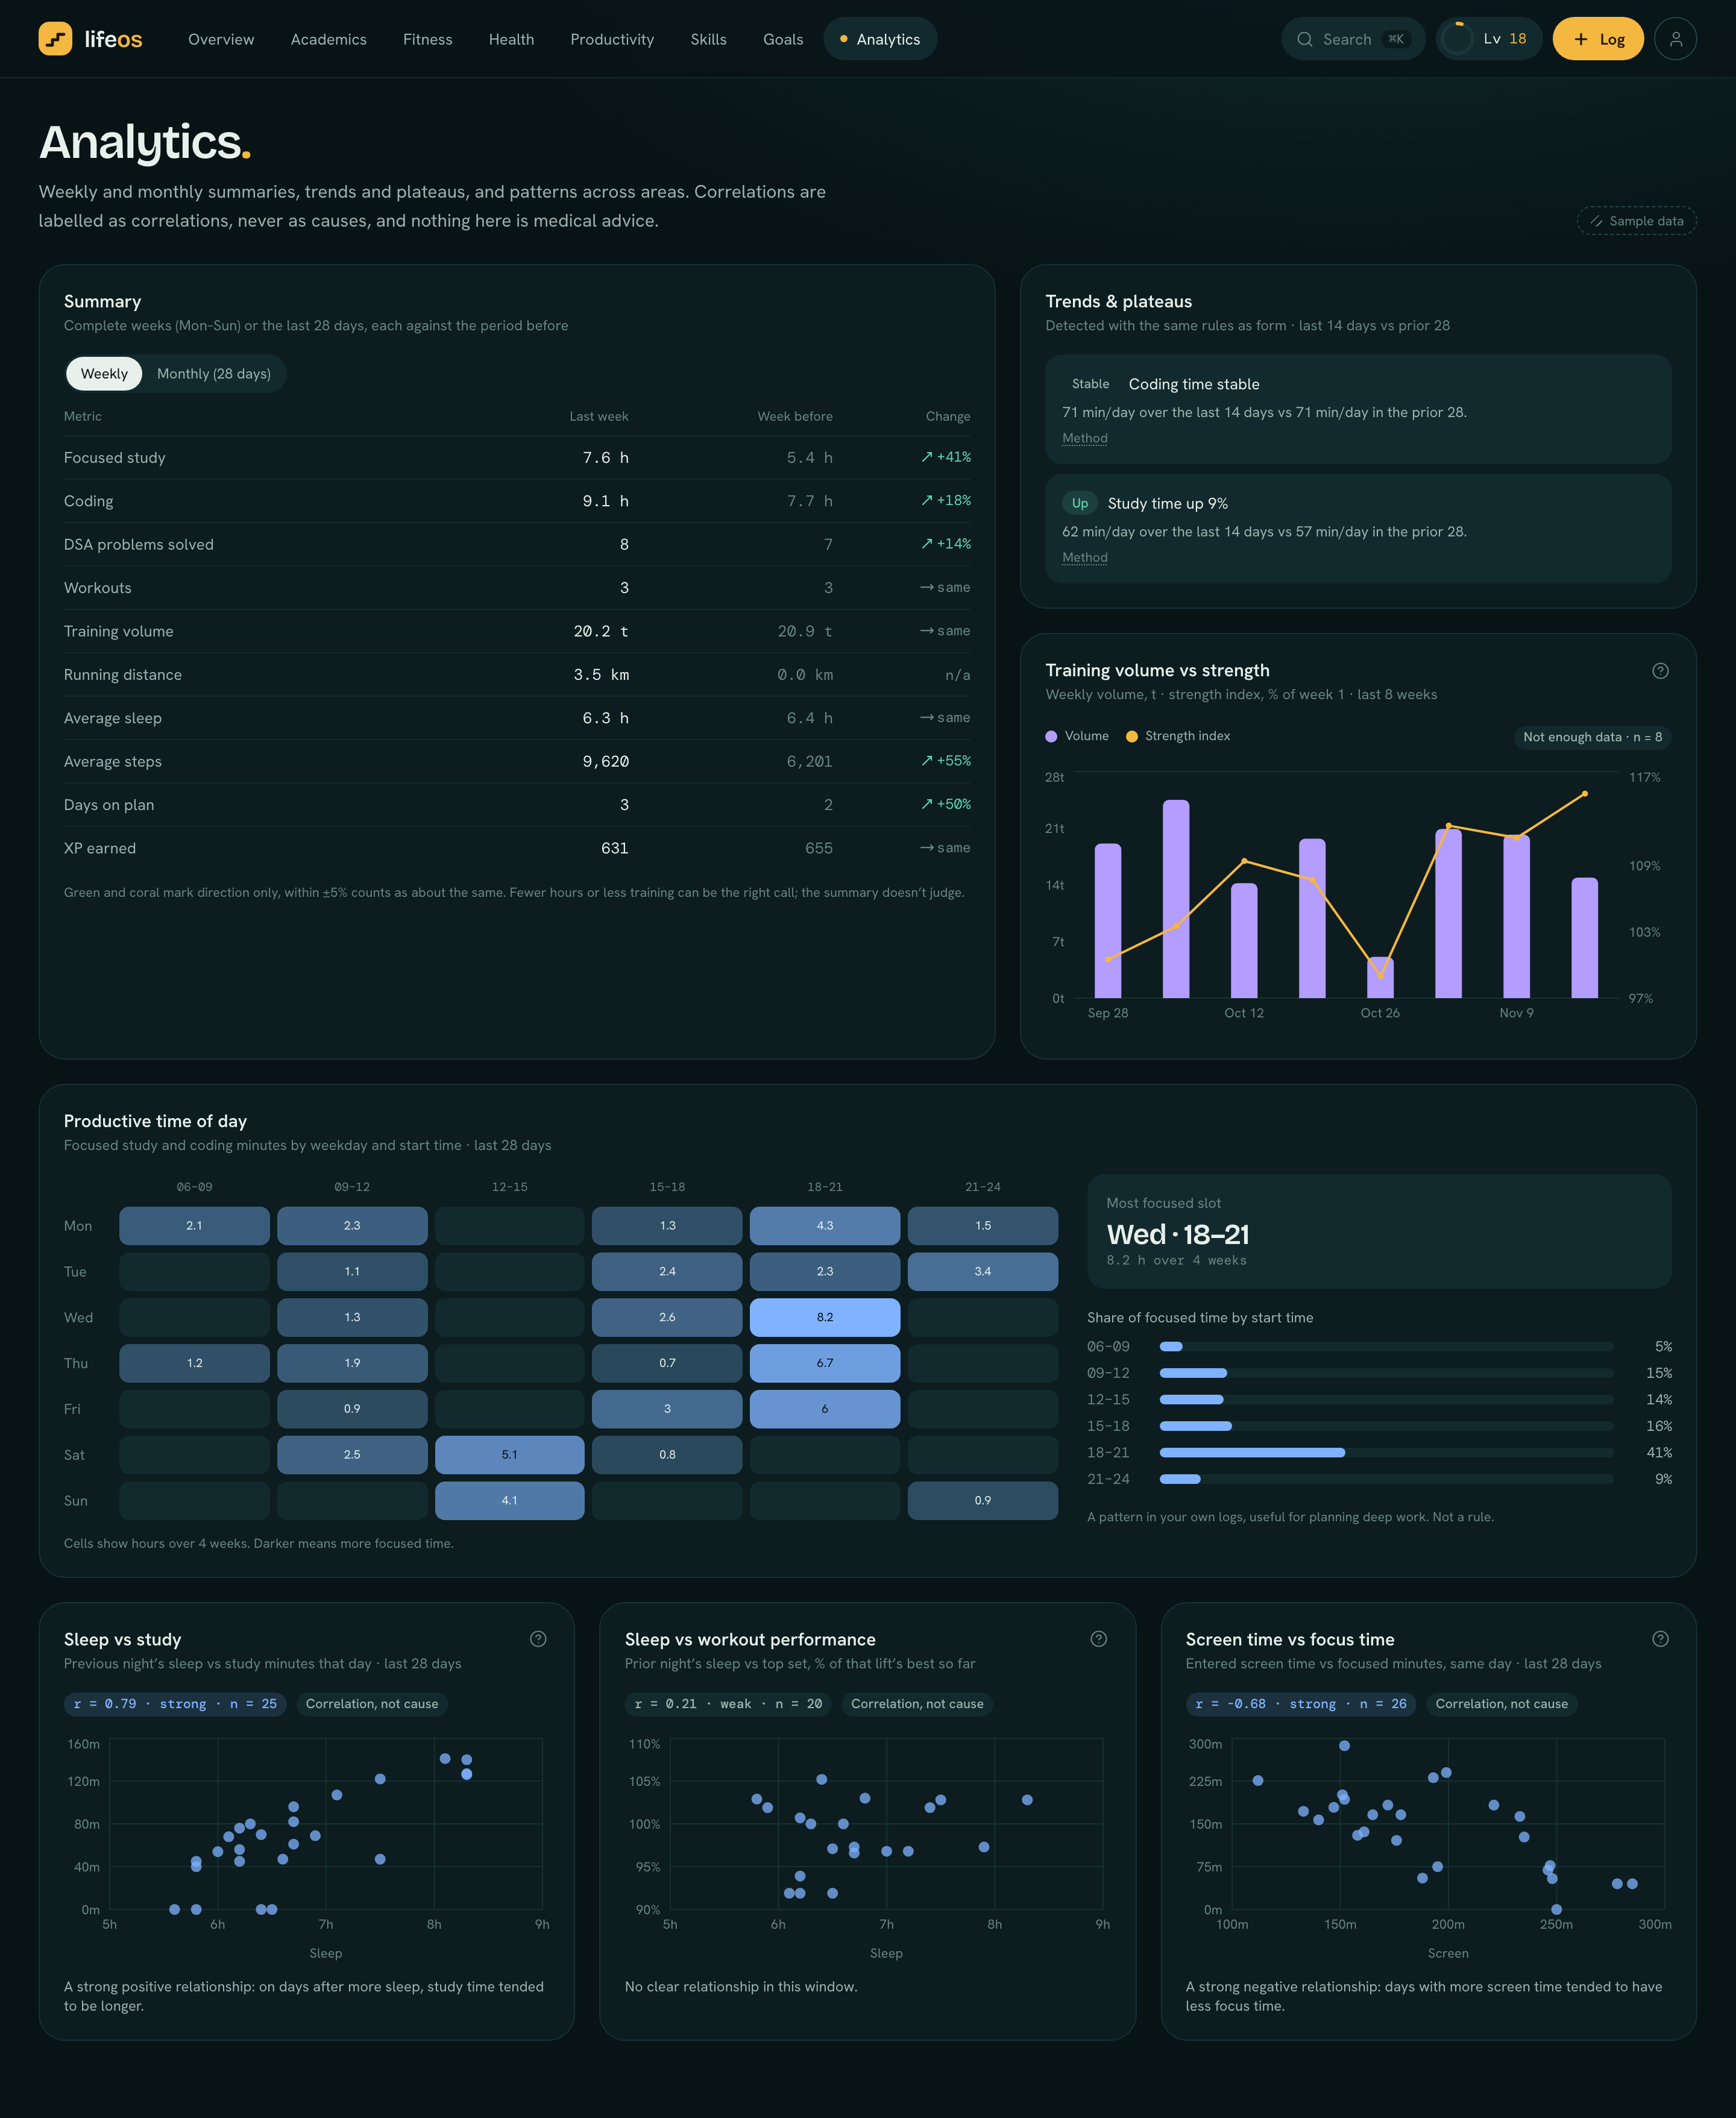 lifeos Overview Academics Fitness Health Productivity Skills Goals Analytics Search ⌘K Lv 18 + Log
Analytics.
Weekly and monthly summaries, trends and plateaus, and patterns across areas. Correlations are
labelled as correlations, never as causes, and nothing here is medical advice.
Sample data
Summary
Complete weeks (Mon–Sun) or the last 28 days, each against the period before
Weekly Monthly (28 days)
Metric Last week Week before Change
Focused study 7.6 h 5.4 h ↗ +41%
Coding 9.1 h 7.7 h ↗ +18%
DSA problems solved 8 7 ↗ +14%
Workouts 3 3 → same
Training volume 20.2 t 20.9 t → same
Running distance 3.5 km 0.0 km n/a
Average sleep 6.3 h 6.4 h → same
Average steps 9,620 6,201 ↗ +55%
Days on plan 3 2 ↗ +50%
XP earned 631 655 → same
Green and coral mark direction only, within ±5% counts as about the same. Fewer hours or less training can be the right call; the summary doesn’t judge.
Trends & plateaus
Detected with the same rules as form · last 14 days vs prior 28
Stable Coding time stable
71 min/day over the last 14 days vs 71 min/day in the prior 28.
Method
Up Study time up 9%
62 min/day over the last 14 days vs 57 min/day in the prior 28.
Method
Training volume vs strength
Weekly volume, t · strength index, % of week 1 · last 8 weeks
Volume Strength index Not enough data · n = 8
28t 117%
21t
109%
14t
103%
7t
0t 97%
Sep 28 Oct 12 Oct 26 Nov 9
Productive time of day
Focused study and coding minutes by weekday and start time · last 28 days
06–09 09–12 12–15 15–18 18–21 21–24
Mon 2.1 2.3 1.3 4.3 1.5
Tue 1.1 2.4 2.3 3.4
Wed 1.3 2.6 8.2
Thu 1.2 1.9 0.7 6.7
Fri 0.9 3 6
Sat 2.5 5.1 0.8
Sun 4.1 0.9
Cells show hours over 4 weeks. Darker means more focused time.
Most focused slot
Wed · 18–21
8.2 h over 4 weeks
Share of focused time by start time
06–09 5%
09–12 15%
12–15 14%
15–18 16%
18–21 41%
21–24 9%
A pattern in your own logs, useful for planning deep work. Not a rule.
Sleep vs study
Previous night’s sleep vs study minutes that day · last 28 days
r = 0.79 · strong · n = 25 Correlation, not cause
160m
120m
80m
40m
0m
5h 6h 7h 8h 9h
Sleep
A strong positive relationship: on days after more sleep, study time tended
to be longer.
Sleep vs workout performance
Prior night’s sleep vs top set, % of that lift’s best so far
r = 0.21 · weak · n = 20 Correlation, not cause
110%
105%
100%
95%
90%
5h 6h 7h 8h 9h
Sleep
No clear relationship in this window.
Screen time vs focus time
Entered screen time vs focused minutes, same day · last 28 days
r = -0.68 · strong · n = 26 Correlation, not cause
300m
225m
150m
75m
0m
100m 150m 200m 250m 300m
Screen
A strong negative relationship: days with more screen time tended to have
less focus time.